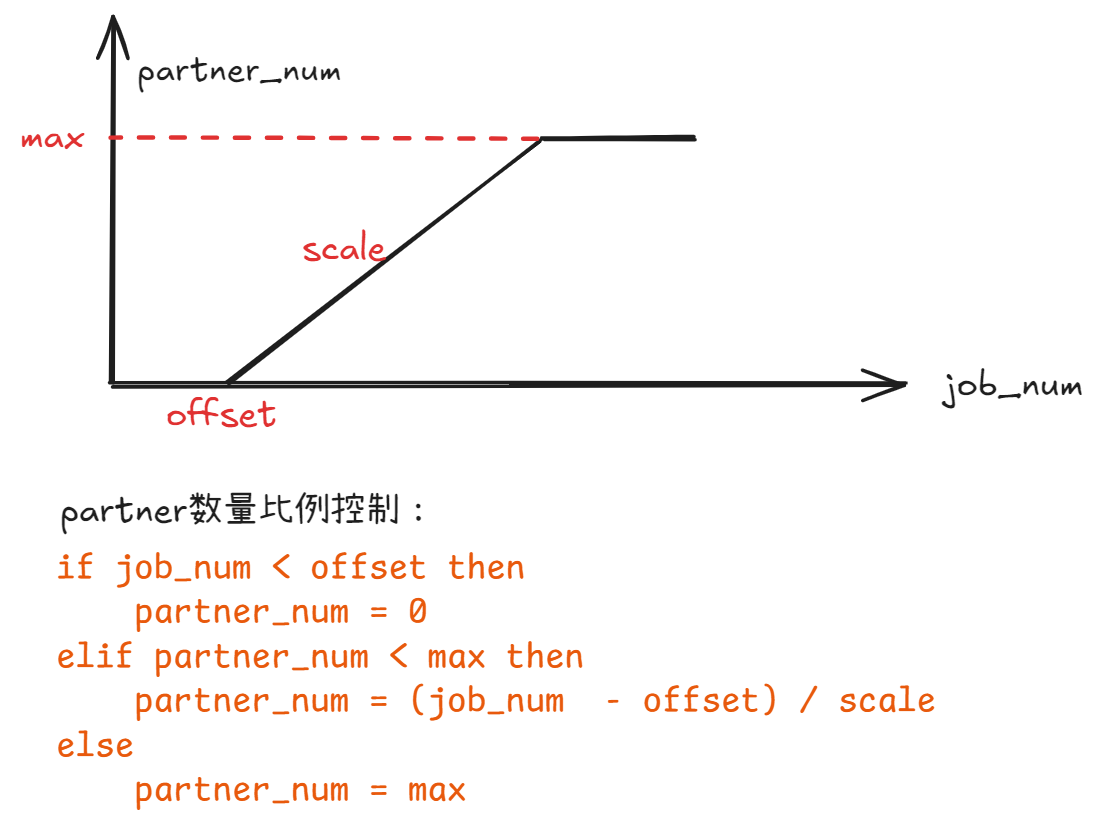 partner_num
max
scale
offset
job_num
partner数量比例控制：
if job_num < offset then
    partner_num = 0
elif partner_num < max then
    partner_num = (job_num  - offset) / scale
else
    partner_num = max